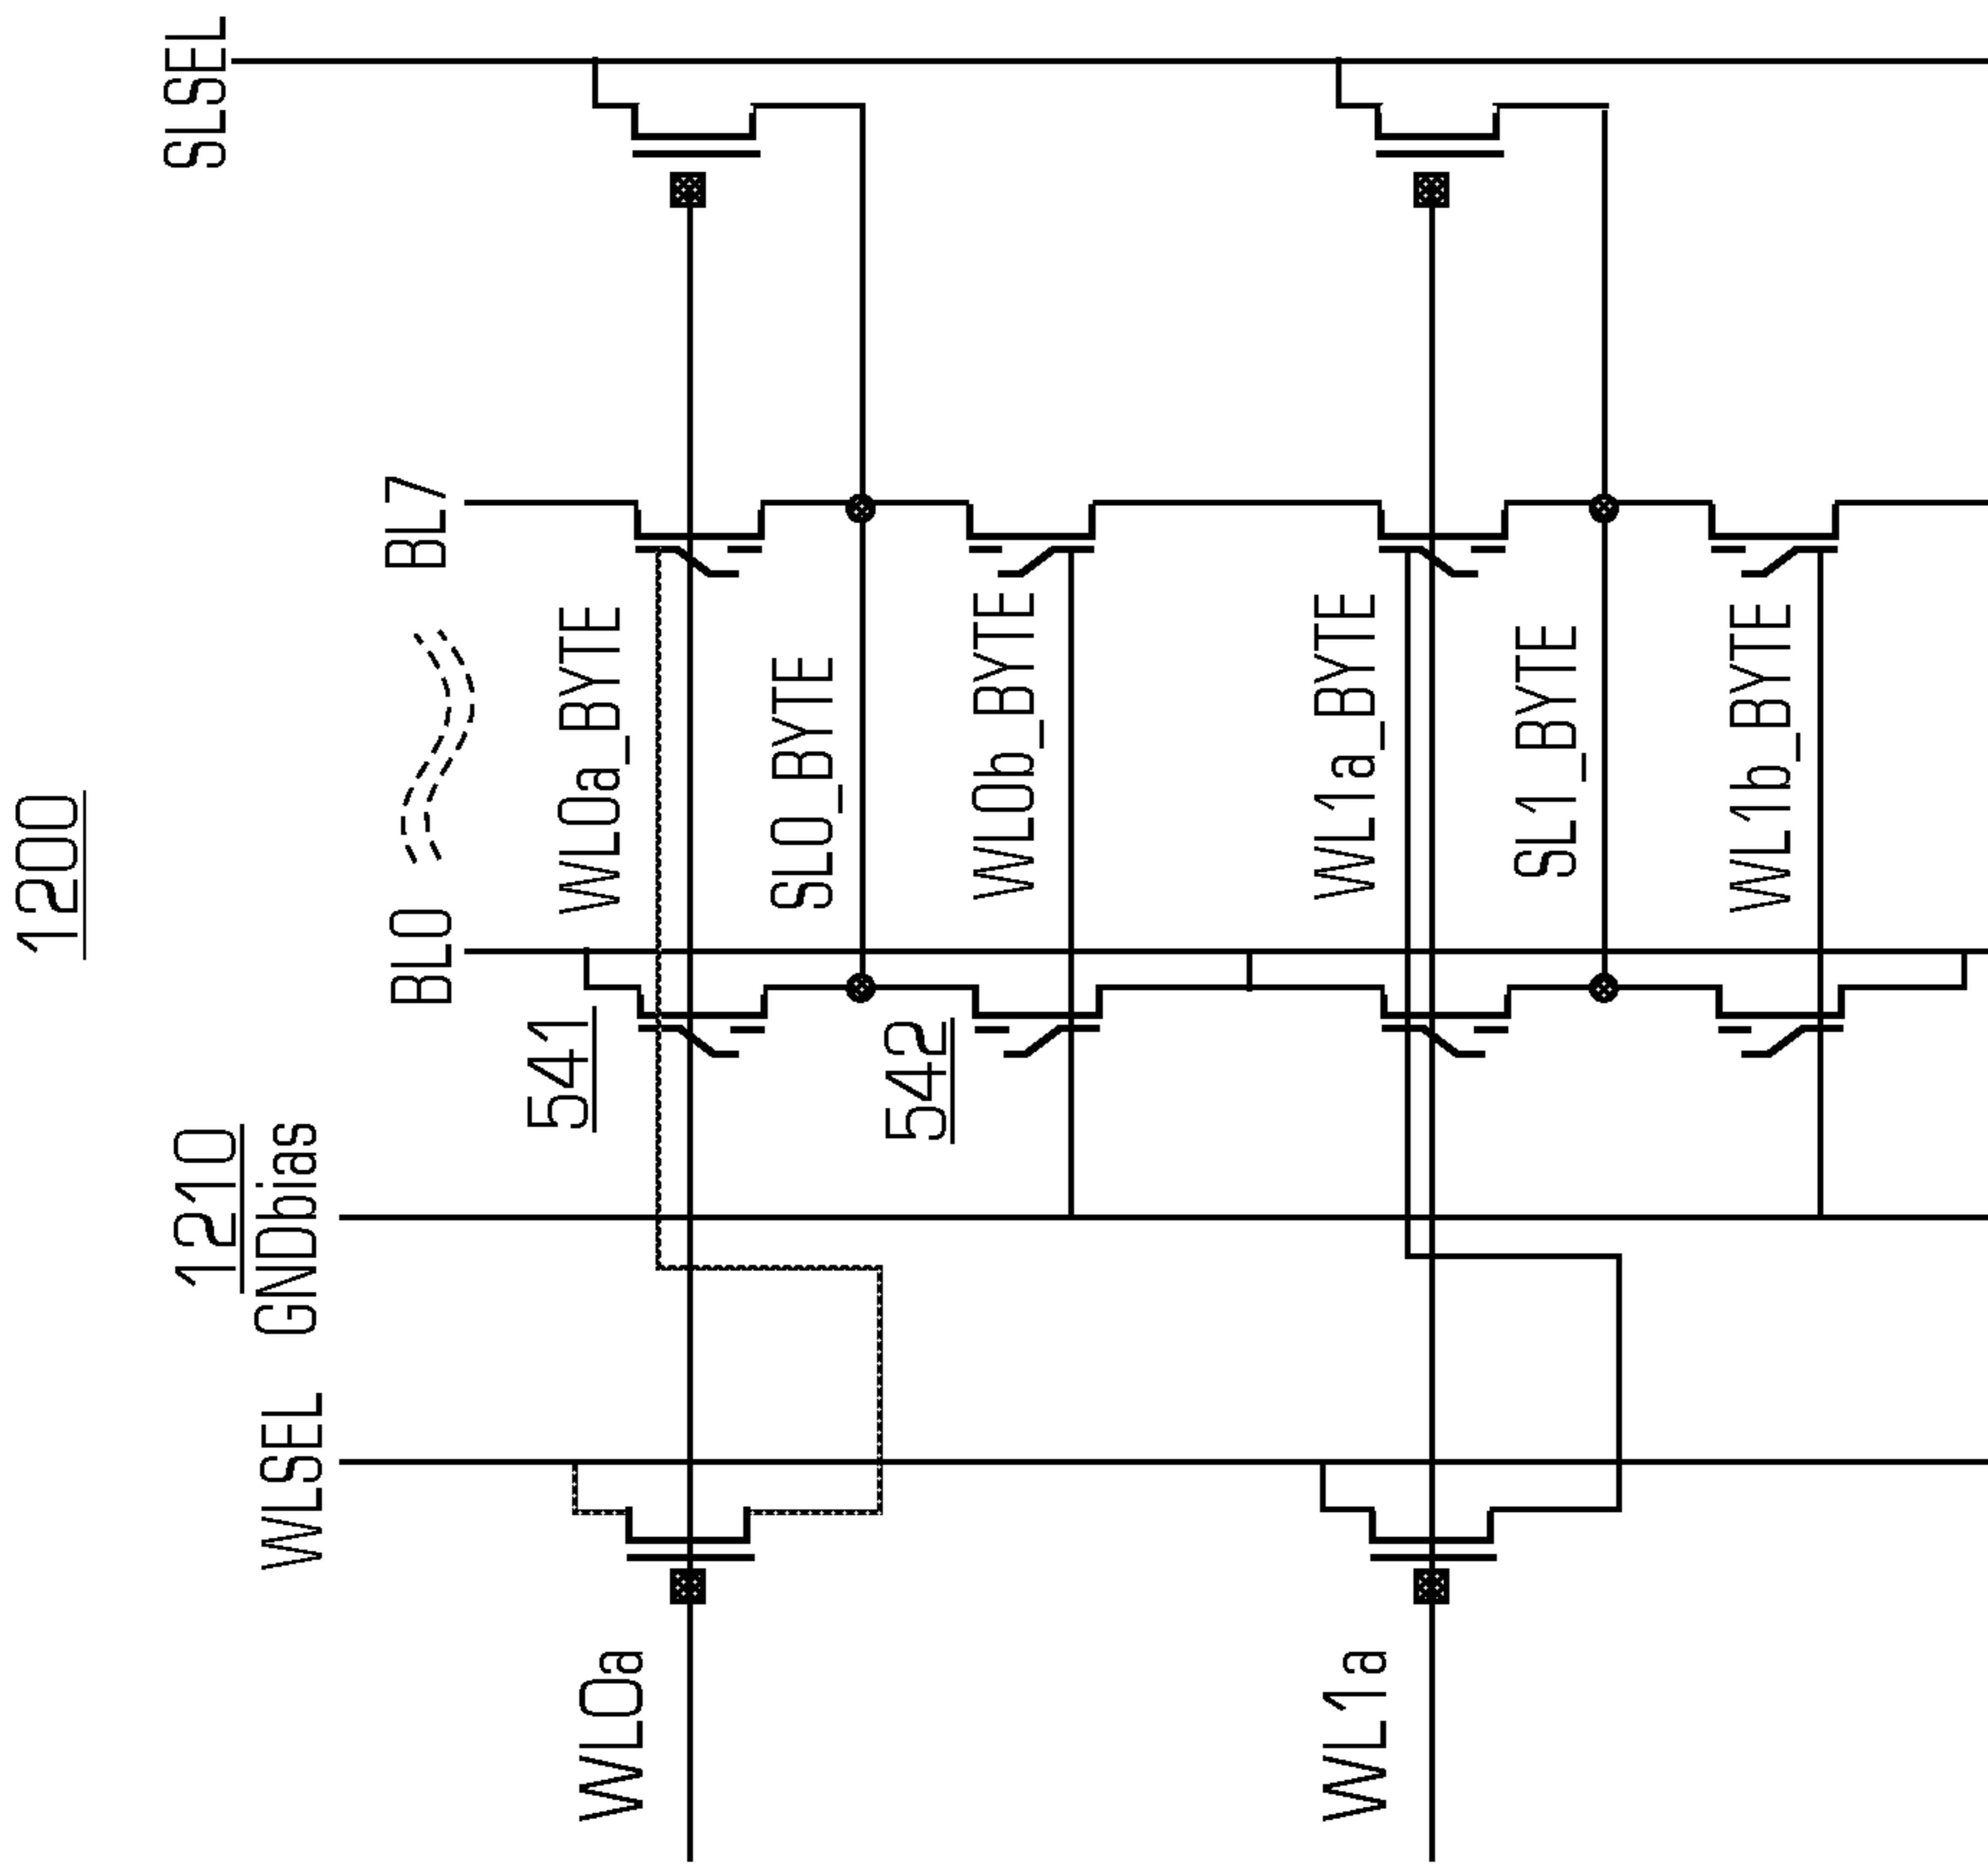 1200
WLSEL
1210
GNDbias
BL0
BL7
SLSEL
WL0a
541
WL0a_BYTE
SL0_BYTE
542
WL0b_BYTE
WL1a
WL1a_BYTE
SL1_BYTE
WL1b_BYTE